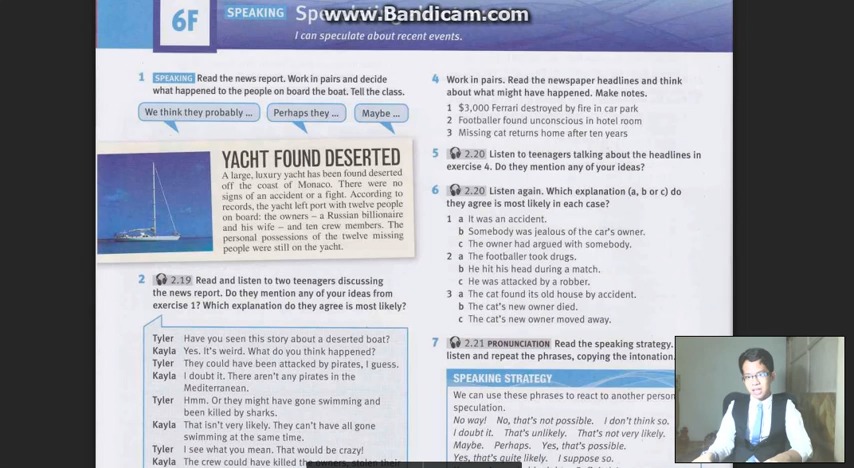 www.Bandicam.com
6F
SPEAKING
I can speculate about recent events.
1 SPEAKING Read the news report. Work in pairs and decide
what happened to the people on board the boat. Tell the class.
We think they probably ...
Perhaps they ...
Maybe ...
YACHT FOUND DESERTED
A large, luxury yacht has been found deserted
off the coast of Monaco. There were no
signs of an accident or a fight. According to
records, the yacht left port with twelve people
on board: the owners – a Russian billionaire
and his wife – and ten crew members. The
personal possessions of the twelve missing
people were still on the yacht.
2 2.19 Read and listen to two teenagers discussing
the news report. Do they mention any of your ideas from
exercise 1? Which explanation do they agree is most likely?
Tyler Have you seen this story about a deserted boat?
Kayla Yes. It's weird. What do you think happened?
Tyler They could have been attacked by pirates, I guess.
Kayla I doubt it. There aren't any pirates in the
Mediterranean.
Tyler Hmm. Or they might have gone swimming and
been killed by sharks.
Kayla That isn't very likely. They can't have all gone
swimming at the same time.
Tyler I see what you mean. That would be crazy!
Kayla The crew could have killed the owners, stolen their
4 Work in pairs. Read the newspaper headlines and think
about what might have happened. Make notes.
1 $3,000 Ferrari destroyed by fire in car park
2 Footballer found unconscious in hotel room
3 Missing cat returns home after ten years
5 2.20 Listen to teenagers talking about the headlines in
exercise 4. Do they mention any of your ideas?
6 2.20 Listen again. Which explanation (a, b or c) do
they agree is most likely in each case?
1 a It was an accident.
b Somebody was jealous of the car's owner.
c The owner had argued with somebody.
2 a The footballer took drugs.
b He hit his head during a match.
c He was attacked by a robber.
3 a The cat found its old house by accident.
b The cat's new owner died.
c The cat's new owner moved away.
7 2.21 PRONUNCIATION Read the speaking strategy.
listen and repeat the phrases, copying the intonation.
SPEAKING STRATEGY
We can use these phrases to react to another person
speculation.
No way! No, that's not possible. I don't think so.
I doubt it. That's unlikely. That's not very likely.
Maybe. Perhaps. Yes, that's possible.
Yes, that's quite likely. I suppose so.